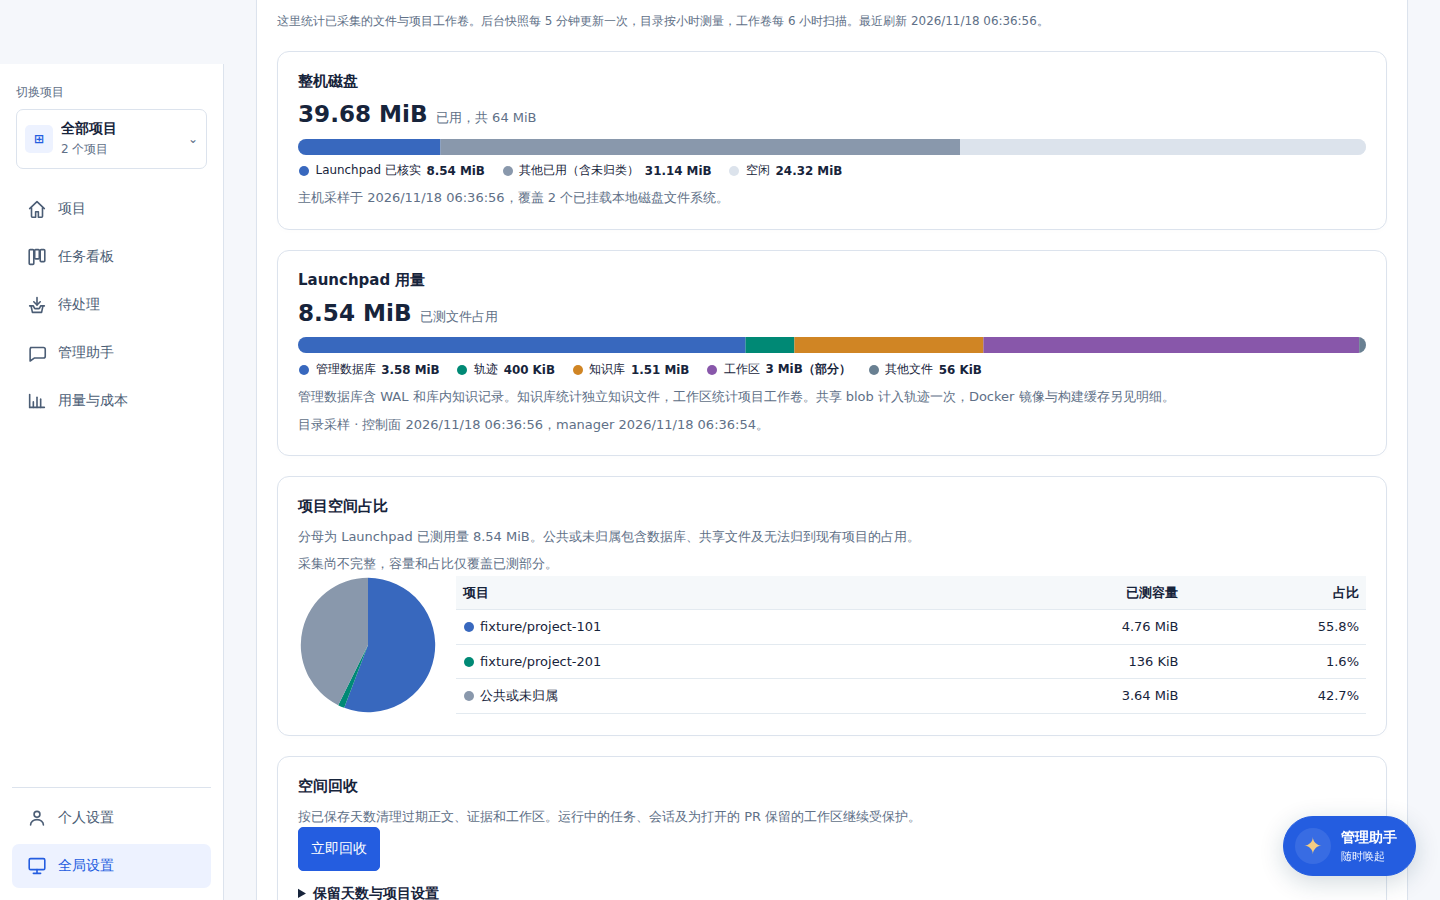 这里统计已采集的文件与项目工作卷。后台快照每 5 分钟更新一次，目录按小时测量，工作卷每 6 小时扫描。最近刷新 2026/11/18 06:36:56。
切换项目
全部项目
2 个项目
项目
任务看板
待处理
管理助手
用量与成本
个人设置
全局设置
整机磁盘
39.68 MiB 已用，共 64 MiB
Launchpad 已核实 8.54 MiB 其他已用（含未归类） 31.14 MiB 空闲 24.32 MiB
主机采样于 2026/11/18 06:36:56，覆盖 2 个已挂载本地磁盘文件系统。
Launchpad 用量
8.54 MiB 已测文件占用
管理数据库 3.58 MiB 轨迹 400 KiB 知识库 1.51 MiB 工作区 3 MiB（部分） 其他文件 56 KiB
管理数据库含 WAL 和库内知识记录。知识库统计独立知识文件，工作区统计项目工作卷。共享 blob 计入轨迹一次，Docker 镜像与构建缓存另见明细。
目录采样 · 控制面 2026/11/18 06:36:56，manager 2026/11/18 06:36:54。
项目空间占比
分母为 Launchpad 已测用量 8.54 MiB。公共或未归属包含数据库、共享文件及无法归到现有项目的占用。
采集尚不完整，容量和占比仅覆盖已测部分。
项目 已测容量 占比
fixture/project-101 4.76 MiB 55.8%
fixture/project-201 136 KiB 1.6%
公共或未归属 3.64 MiB 42.7%
空间回收
按已保存天数清理过期正文、证据和工作区。运行中的任务、会话及为打开的 PR 保留的工作区继续受保护。
立即回收
保留天数与项目设置
管理助手
随时唤起